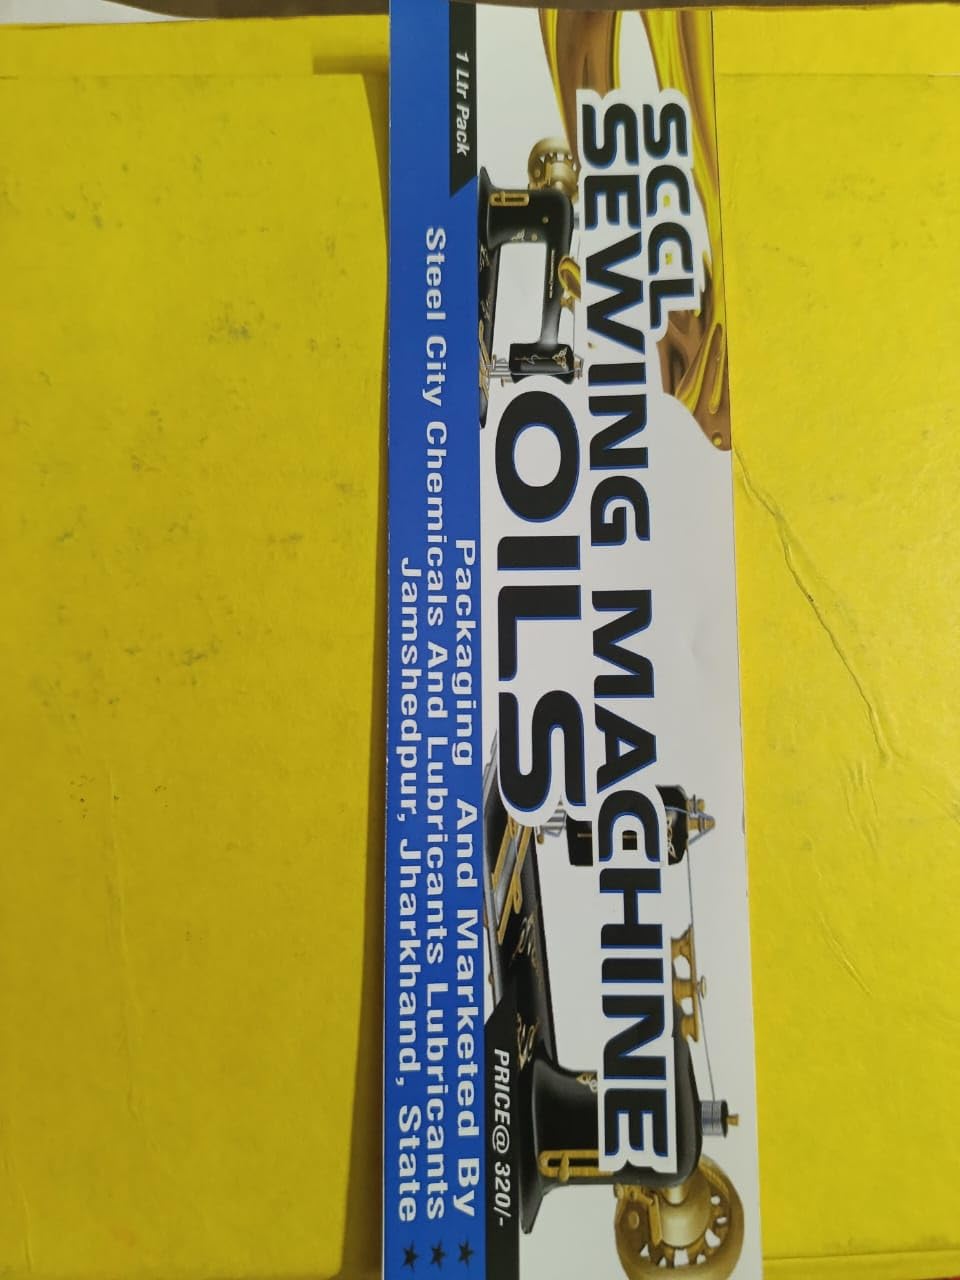 SCCL
SEWING MACHINE
OILS
1 Ltr Pack
PRICE@ 320/-
Packaging And Marketed By
Steel City Chemicals And Lubricants Lubricants
Jamshedpur, Jharkhand, State